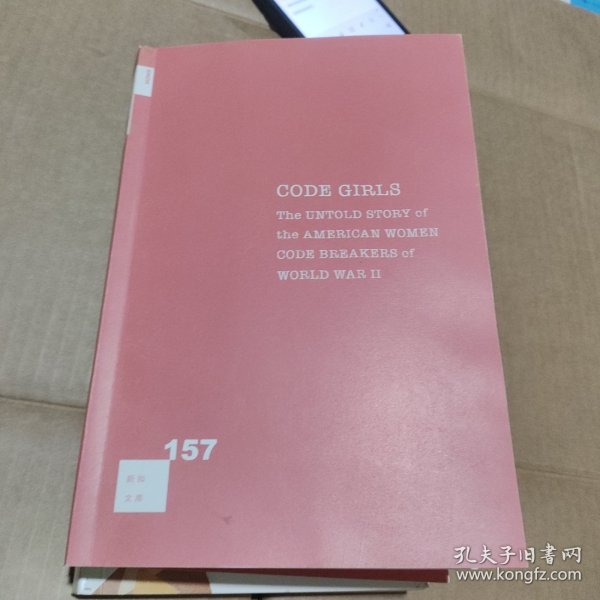 CODE GIRLS
The UNTOLD STORY of
the AMERICAN WOMEN
CODE BREAKERS of
WORLD WAR II
157
新知
文库
孔夫子旧书网
www.kongfz.com